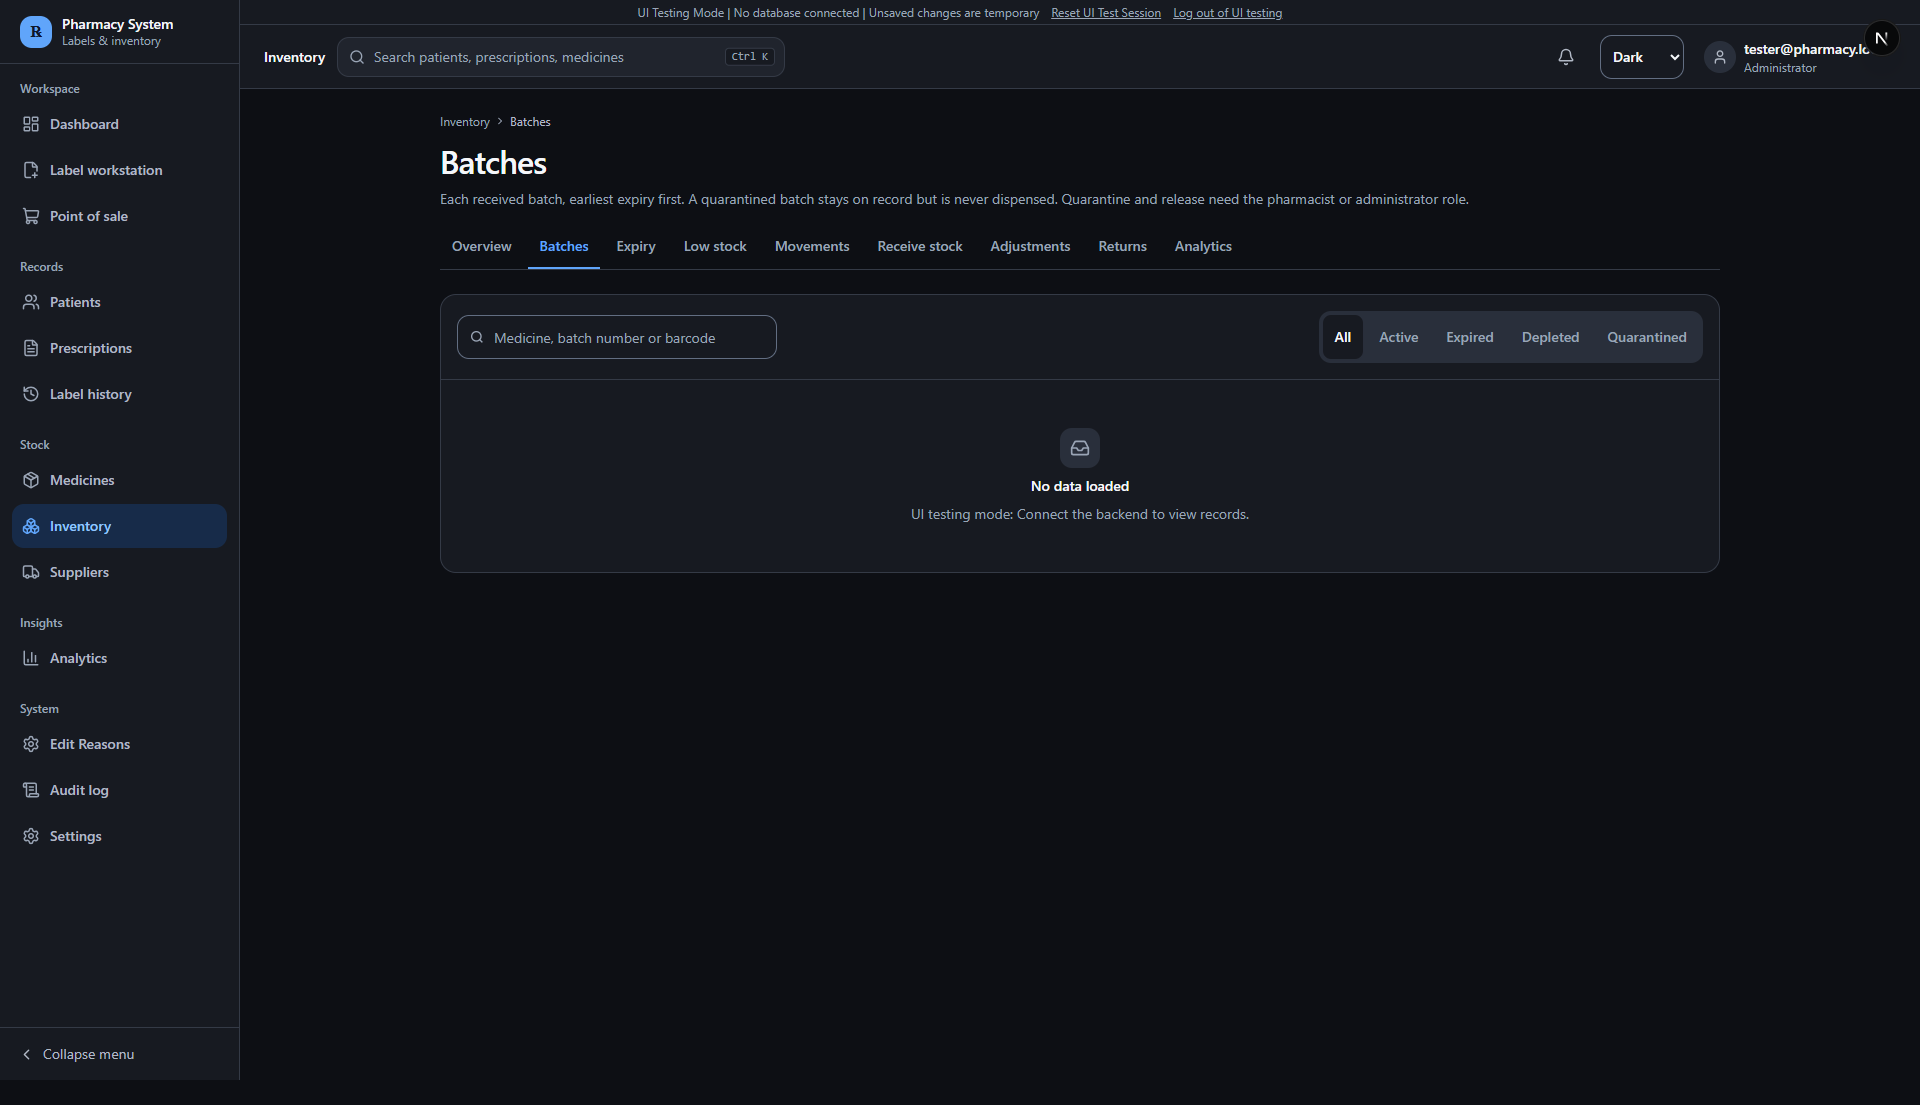 UI Testing Mode | No database connected | Unsaved changes are temporary Reset UI Test Session Log out of UI testing
Pharmacy System
Labels & inventory
Workspace
Dashboard
Label workstation
Point of sale
Records
Patients
Prescriptions
Label history
Stock
Medicines
Inventory
Suppliers
Insights
Analytics
System
Edit Reasons
Audit log
Settings
Collapse menu
Inventory
Search patients, prescriptions, medicines
Ctrl K
Dark
tester@pharmacy.lo
Administrator
N
Inventory > Batches
Batches
Each received batch, earliest expiry first. A quarantined batch stays on record but is never dispensed. Quarantine and release need the pharmacist or administrator role.
Overview Batches Expiry Low stock Movements Receive stock Adjustments Returns Analytics
Medicine, batch number or barcode
All Active Expired Depleted Quarantined
No data loaded
UI testing mode: Connect the backend to view records.